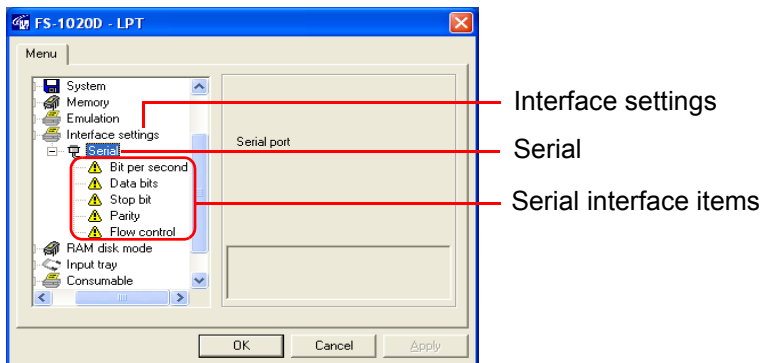 FS-1020D - LPT
Menu
System
Memory
Emulation
Interface settings
Serial
Bit per second
Data bits
Stop bit
Parity
Flow control
RAM disk mode
Input tray
Consumable
Serial port
OK Cancel Apply
Interface settings
Serial
Serial interface items